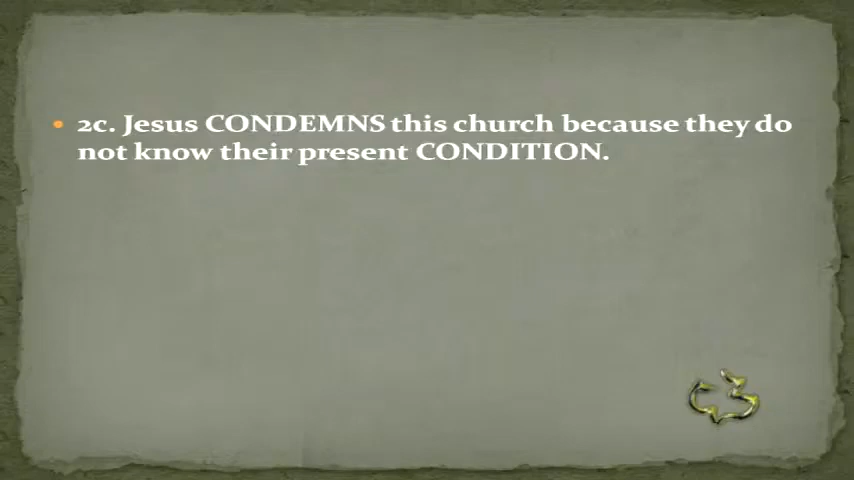 • 2c. Jesus CONDEMNS this church because they do
not know their present CONDITION.